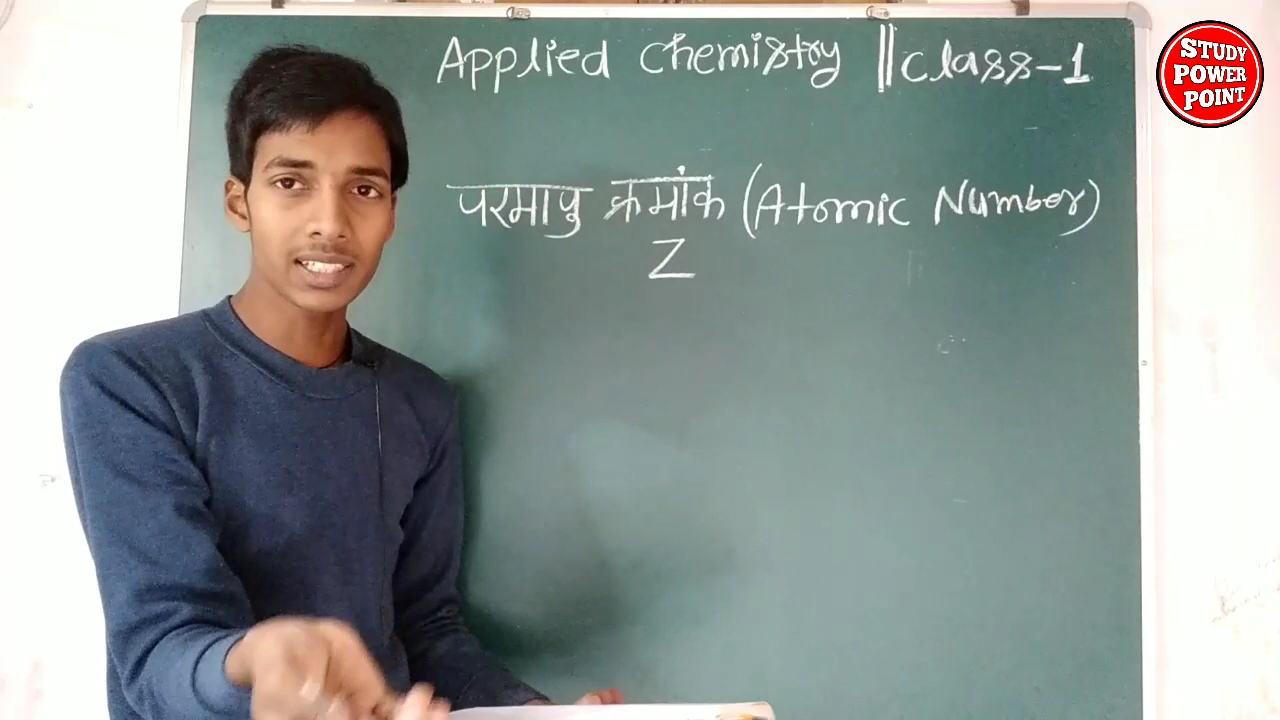 Applied Chemistry || Class-1
परमाणु क्रमांक (Atomic Number)
Z
STUDY
POWER
POINT